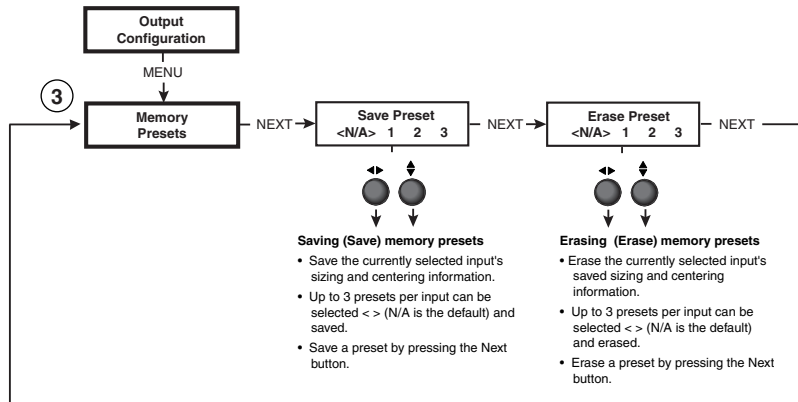 Output
Configuration
MENU
3
Memory
Presets
NEXT
Save Preset
<N/A> 1 2 3
NEXT
Erase Preset
<N/A> 1 2 3
NEXT
Saving (Save) memory presets
• Save the currently selected input's
sizing and centering information.
• Up to 3 presets per input can be
selected < > (N/A is the default) and
saved.
• Save a preset by pressing the Next
button.
Erasing (Erase) memory presets
• Erase the currently selected input's
saved sizing and centering
information.
• Up to 3 presets per input can be
selected < > (N/A is the default)
and erased.
• Erase a preset by pressing the Next
button.